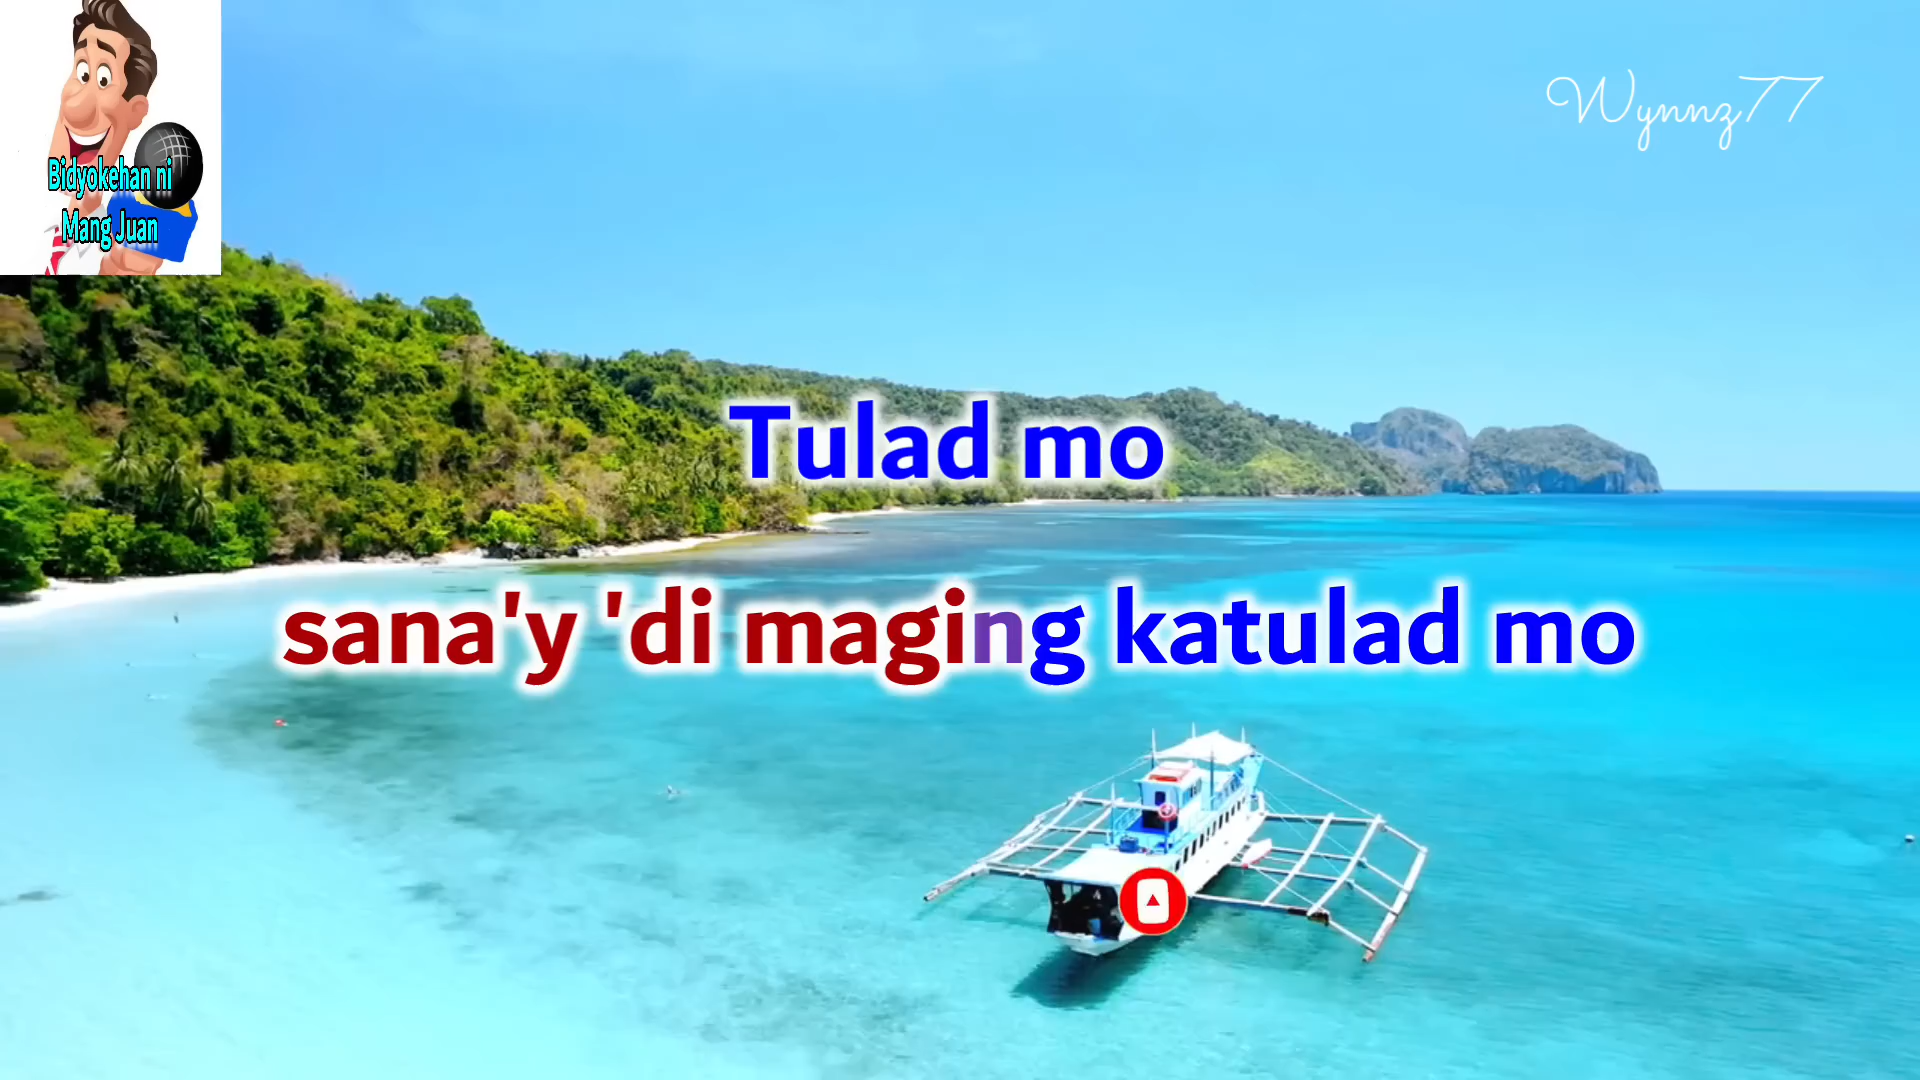 Bidyokehan ni
Mang Juan
Wynnz77
Tulad mo
sana'y 'di maging katulad mo